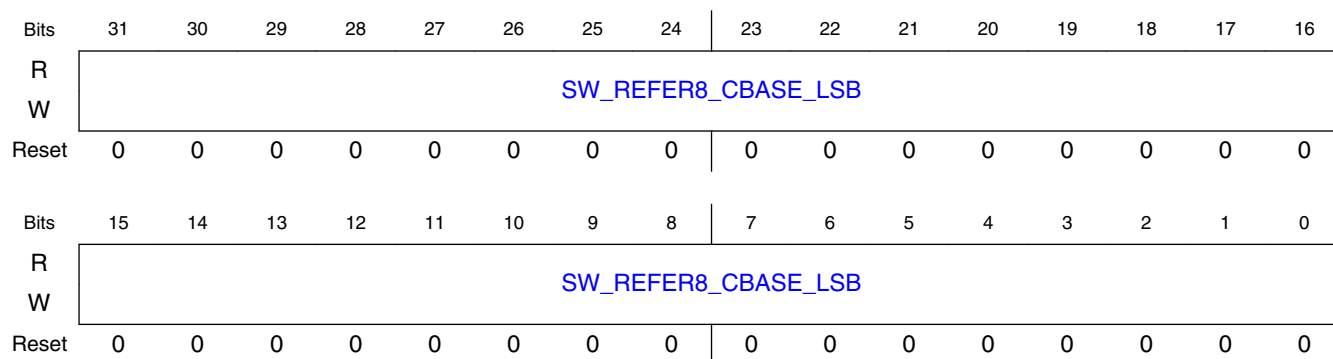 Bits 31 30 29 28 27 26 25 24 23 22 21 20 19 18 17 16
R
SW_REFER8_CBASE_LSB
W
Reset 0 0 0 0 0 0 0 0 0 0 0 0 0 0 0 0
Bits 15 14 13 12 11 10 9 8 7 6 5 4 3 2 1 0
R
SW_REFER8_CBASE_LSB
W
Reset 0 0 0 0 0 0 0 0 0 0 0 0 0 0 0 0